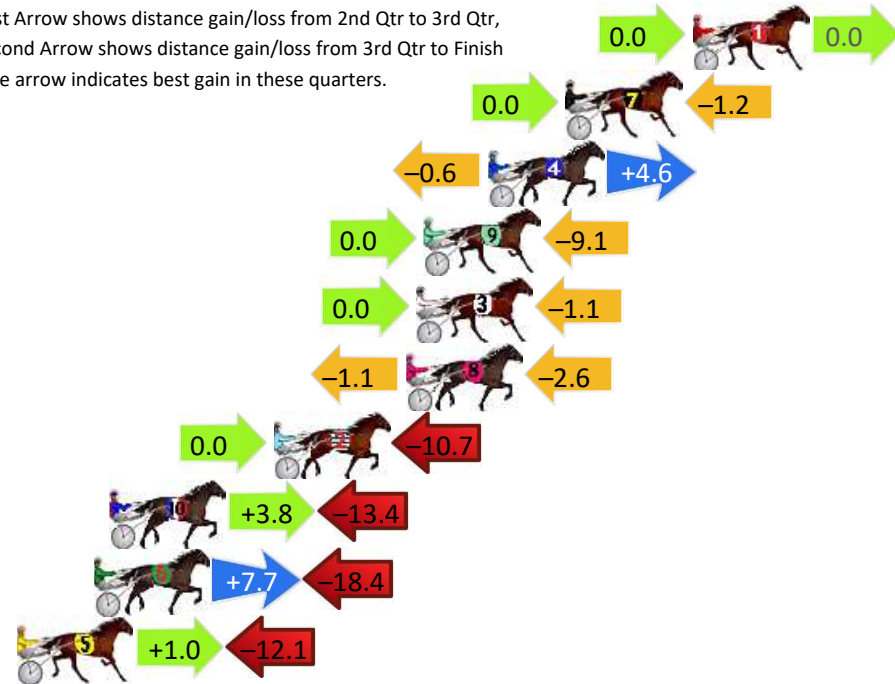 st Arrow shows distance gain/loss from 2nd Qtr to 3rd Qtr,
cond Arrow shows distance gain/loss from 3rd Qtr to Finish
e arrow indicates best gain in these quarters.
0.0 1 0.0
0.0 7 –1.2
–0.6 4 +4.6
0.0 9 –9.1
0.0 3 –1.1
–1.1 8 –2.6
0.0 2 –10.7
10 +3.8 –13.4
6 +7.7 –18.4
5 +1.0 –12.1